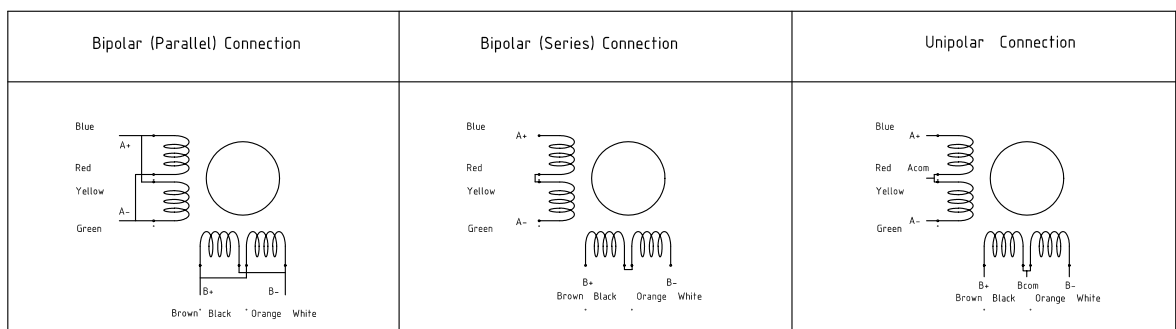 Bipolar (Parallel) Connection
Blue
A+
Red
Yellow
A-
Green
B+ B-
Brown Black Orange White
Bipolar (Series) Connection
Blue A+
Red
Yellow
Green A-
B+ B-
Brown Black Orange White
Unipolar Connection
Blue A+
Red Acom
Yellow
Green A-
B+ Bcom B-
Brown Black Orange White